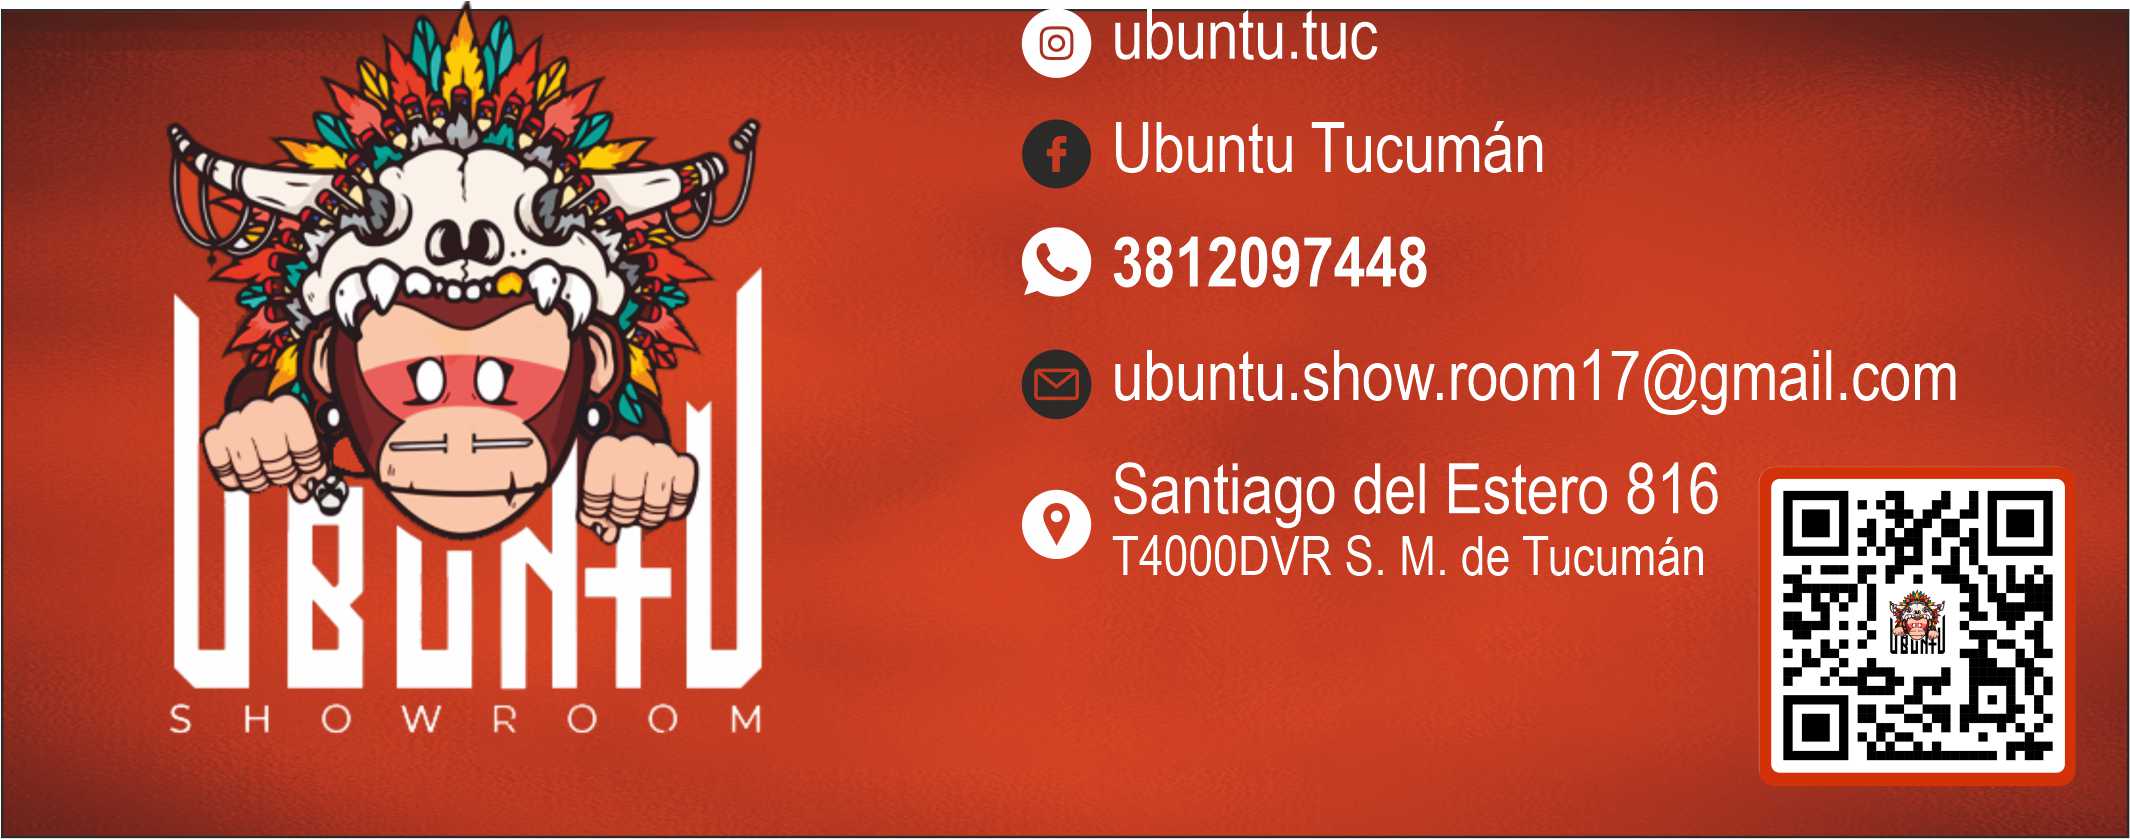 UBUNTU
SHOWROOM
ubuntu.tuc
Ubuntu Tucumán
3812097448
ubuntu.show.room17@gmail.com
Santiago del Estero 816
T4000DVR S. M. de Tucumán
UBUNTU